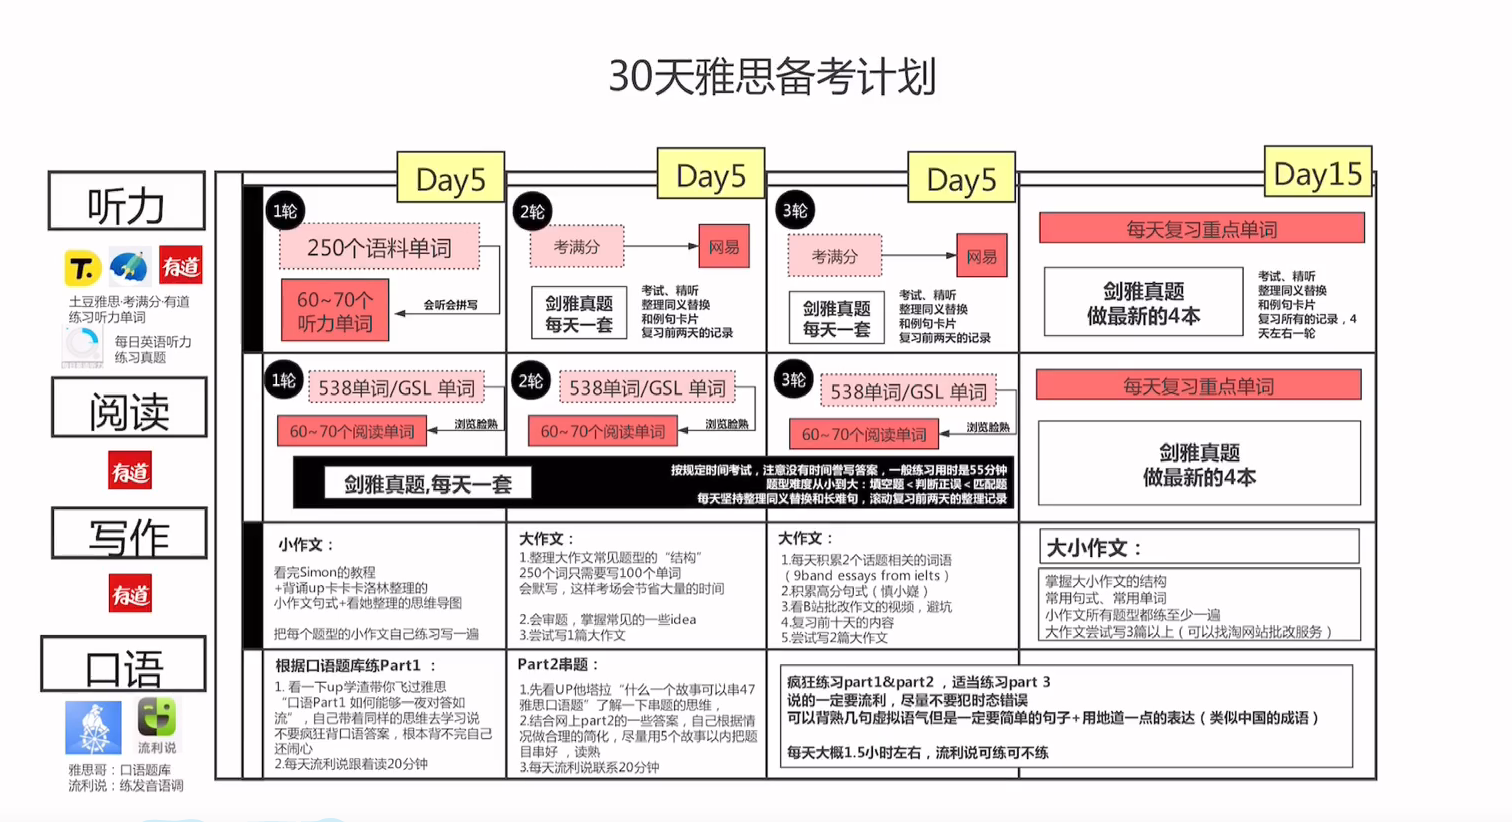 30天雅思备考计划
Day5
Day5
Day5
Day15
听力
T.
有道
土豆雅思·考满分·有道
练习听力单词
每日英语听力
练习真题
1轮
250个语料单词
60~70个
听力单词
会听会拼写
2轮
考满分
网易
剑雅真题
每天一套
考试、精听
整理同义替换
和例句卡片
复习前两天的记录
3轮
考满分
网易
剑雅真题
每天一套
考试、精听
整理同义替换
和例句卡片
复习前两天的记录
每天复习重点单词
剑雅真题
做最新的4本
考试、精听
整理同义替换
和例句卡片
复习所有的记录，4
天左右一轮
阅读
有道
1轮
538单词/GSL 单词
60~70个阅读单词
浏览脸熟
2轮
538单词/GSL 单词
60~70个阅读单词
浏览脸熟
3轮
538单词/GSL 单词
60~70个阅读单词
浏览脸熟
剑雅真题,每天一套
按规定时间考试，注意没有时间誊写答案，一般练习用时是55分钟
题型难度从小到大：填空题＜判断正误＜匹配题
每天坚持整理同义替换和长难句，滚动复习前两天的整理记录
每天复习重点单词
剑雅真题
做最新的4本
写作
有道
小作文：
看完Simon的教程
+背诵up卡卡卡洛林整理的
小作文句式+看她整理的思维导图
把每个题型的小作文自己练习写一遍
大作文：
1.整理大作文常见题型的“结构”
250个词只需要写100个单词
会默写，这样考场会节省大量的时间
2.会审题，掌握常见的一些idea
3.尝试写1篇大作文
大作文：
1.每天积累2个话题相关的词语
（9band essays from ielts）
2.积累高分句式（慎小嶷）
3.看B站批改作文的视频，避坑
4.复习前十天的内容
5.尝试写2篇大作文
大小作文：
掌握大小作文的结构
常用句式、常用单词
小作文所有题型都练至少一遍
大作文尝试写3篇以上（可以找淘网站批改服务）
口语
流利说
雅思哥：口语题库
流利说：练发音语调
根据口语题库练Part1 ：
1. 看一下up学渣带你飞过雅思
“口语Part1 如何能够一夜对答如
流”，自己带着同样的思维去学习说
不要疯狂背口语答案，根本背不完自己
还闹心
2.每天流利说跟着读20分钟
Part2串题：
1.先看UP他塔拉“什么一个故事可以串47
雅思口语题”了解一下串题的思维，
2.结合网上part2的一些答案，自己根据情
况做合理的简化，尽量用5个故事以内把题
目串好 ，读熟
3.每天流利说联系20分钟
疯狂练习part1&part2 ，适当练习part 3
说的一定要流利，尽量不要犯时态错误
可以背熟几句虚拟语气但是一定要简单的句子+用地道一点的表达（类似中国的成语）
每天大概1.5小时左右，流利说可练可不练